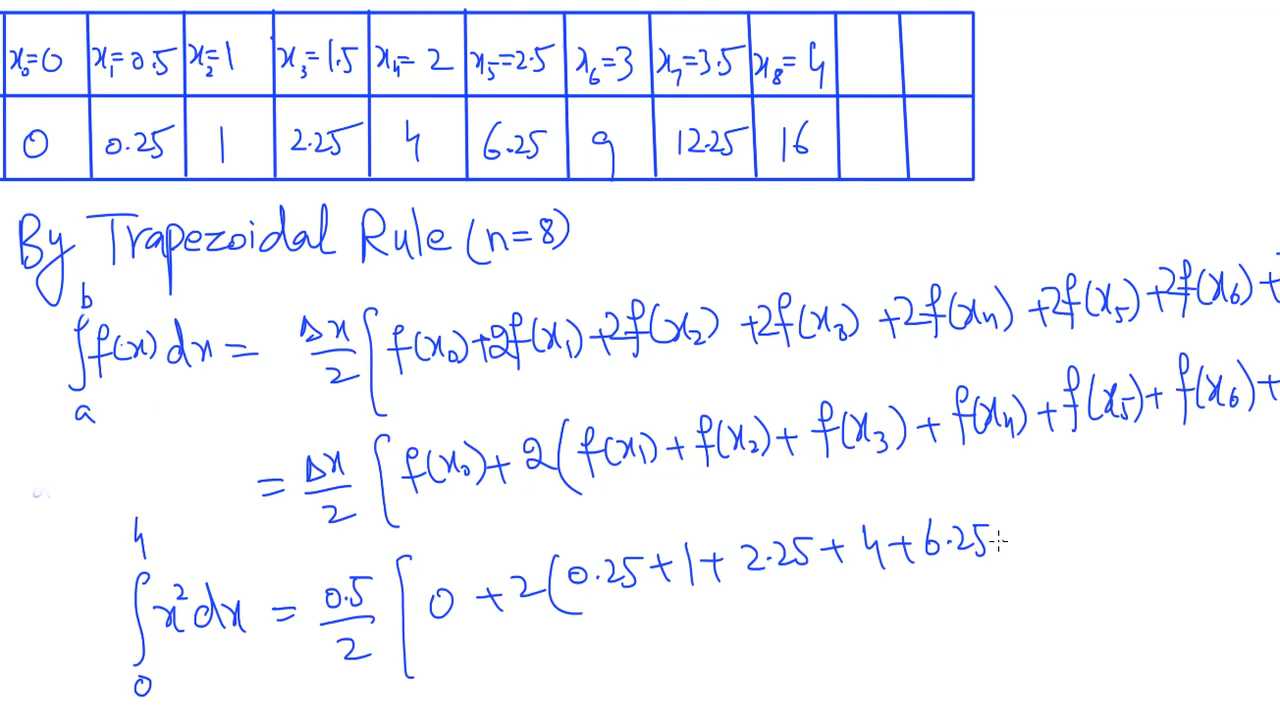 x₀=0 x₁=0.5 x₂=1 x₃=1.5 x₄=2 x₅=2.5 x₆=3 x₇=3.5 x₈=4
0 0.25 1 2.25 4 6.25 9 12.25 16
By Trapezoidal Rule (n=8)
∫ₐᵇ f(x) dx = Δx/2 [f(x₀)+2f(x₁)+2f(x₂)+2f(x₃)+2f(x₄)+2f(x₅)+2f(x₆)+
= Δx/2 [f(x₀)+2(f(x₁)+f(x₂)+f(x₃)+f(x₄)+f(x₅)+f(x₆)+
∫₀⁴ x² dx = 0.5/2 [0+2(0.25+1+2.25+4+6.25